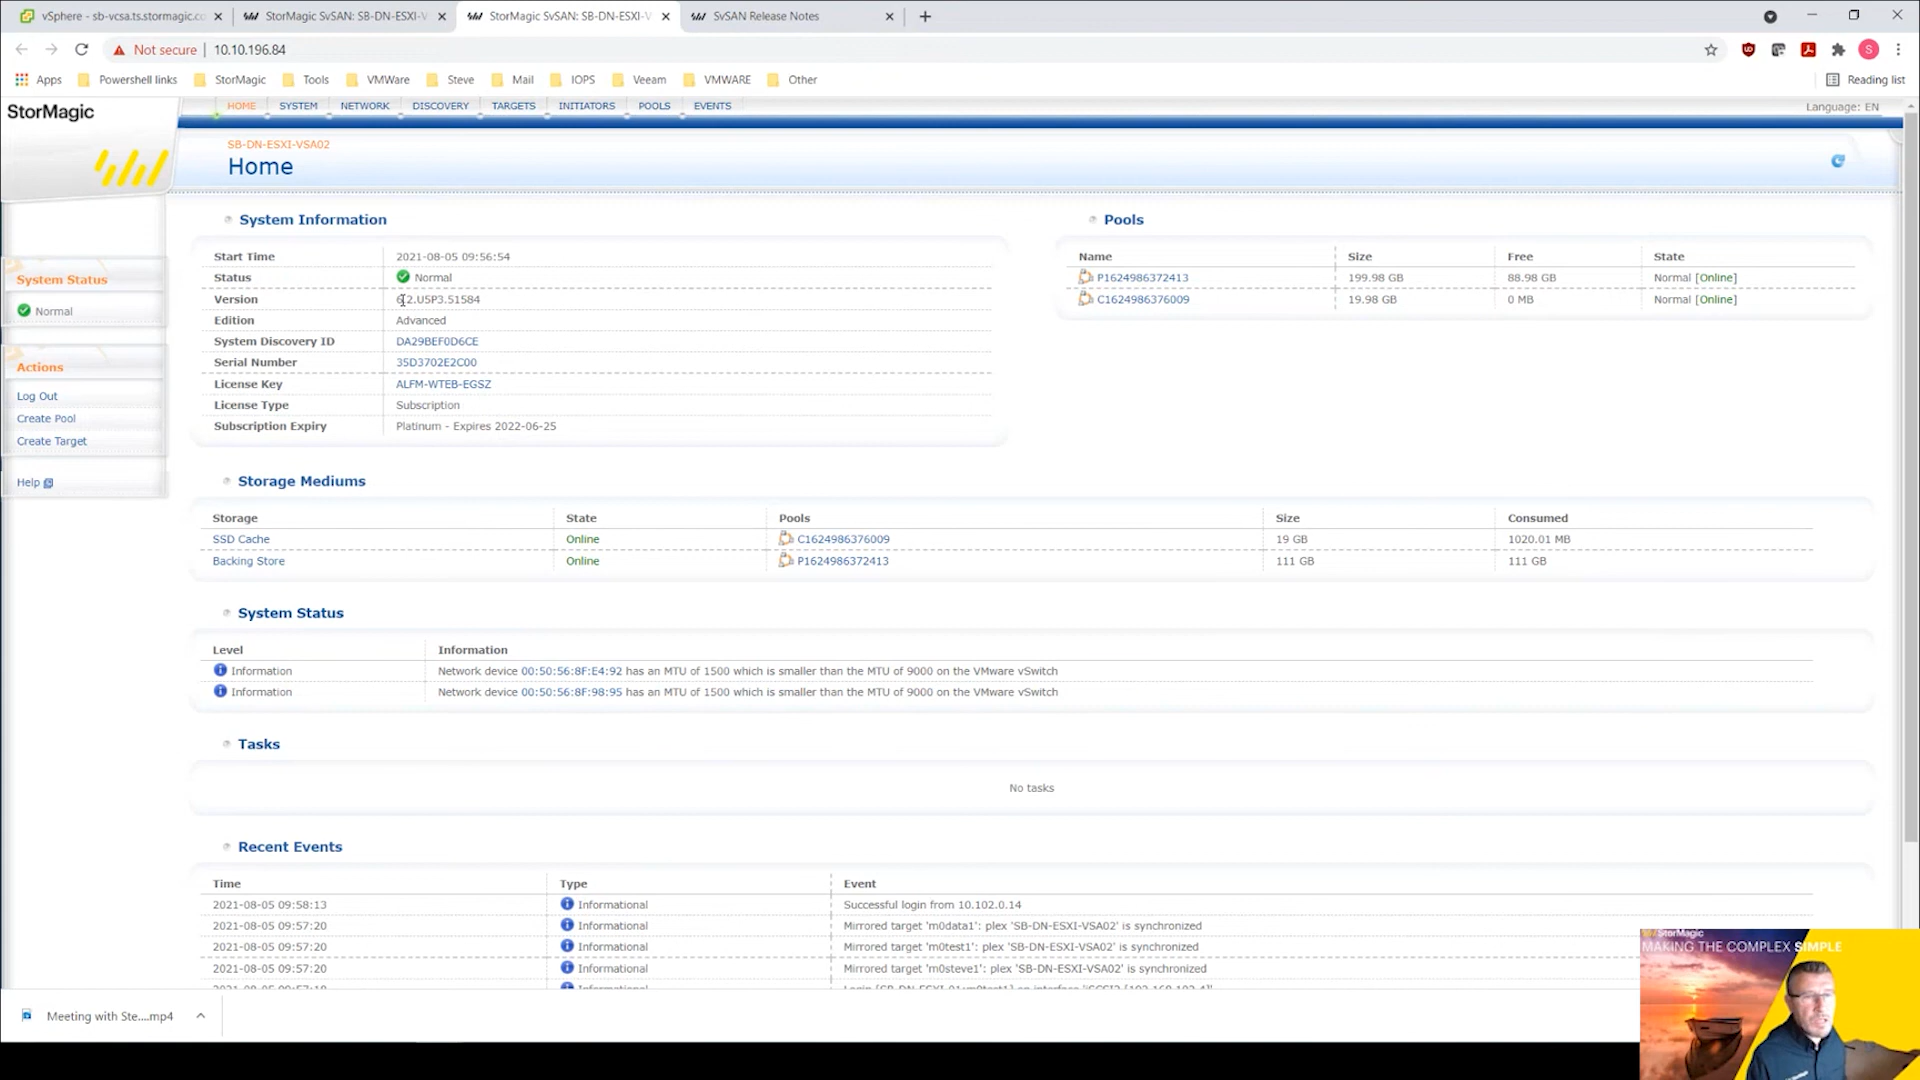 vSphere - sb-vcsa.ts.stormagic.co
StorMagic SvSAN: SB-DN-ESXI-V
StorMagic SvSAN: SB-DN-ESXI-V
SvSAN Release Notes
Not secure 10.10.196.84
S
Apps Powershell links StorMagic Tools VMWare Steve Mail IOPS Veeam VMWARE Other Reading list
StorMagic
HOME SYSTEM NETWORK DISCOVERY TARGETS INITIATORS POOLS EVENTS
Language: EN
SB-DN-ESXI-VSA02
Home
System Status
Normal
Actions
Log Out
Create Pool
Create Target
Help
System Information
Start Time 2021-08-05 09:56:54
Status Normal
Version 6.2.U5P3.51584
Edition Advanced
System Discovery ID DA29BEF0D6CE
Serial Number 35D3702E2C00
License Key ALFM-WTEB-EGSZ
License Type Subscription
Subscription Expiry Platinum - Expires 2022-06-25
Pools
Name Size Free State
P1624986372413 199.98 GB 88.98 GB Normal [Online]
C1624986376009 19.98 GB 0 MB Normal [Online]
Storage Mediums
Storage State Pools Size Consumed
SSD Cache Online C1624986376009 19 GB 1020.01 MB
Backing Store Online P1624986372413 111 GB 111 GB
System Status
Level Information
Information Network device 00:50:56:8F:E4:92 has an MTU of 1500 which is smaller than the MTU of 9000 on the VMware vSwitch
Information Network device 00:50:56:8F:98:95 has an MTU of 1500 which is smaller than the MTU of 9000 on the VMware vSwitch
Tasks
No tasks
Recent Events
Time Type Event
2021-08-05 09:58:13 Informational Successful login from 10.102.0.14
2021-08-05 09:57:20 Informational Mirrored target 'm0data1': plex 'SB-DN-ESXI-VSA02' is synchronized
2021-08-05 09:57:20 Informational Mirrored target 'm0test1': plex 'SB-DN-ESXI-VSA02' is synchronized
2021-08-05 09:57:20 Informational Mirrored target 'm0steve1': plex 'SB-DN-ESXI-VSA02' is synchronized
Meeting with Ste....mp4
StorMagic
MAKING THE COMPLEX SIMPLE